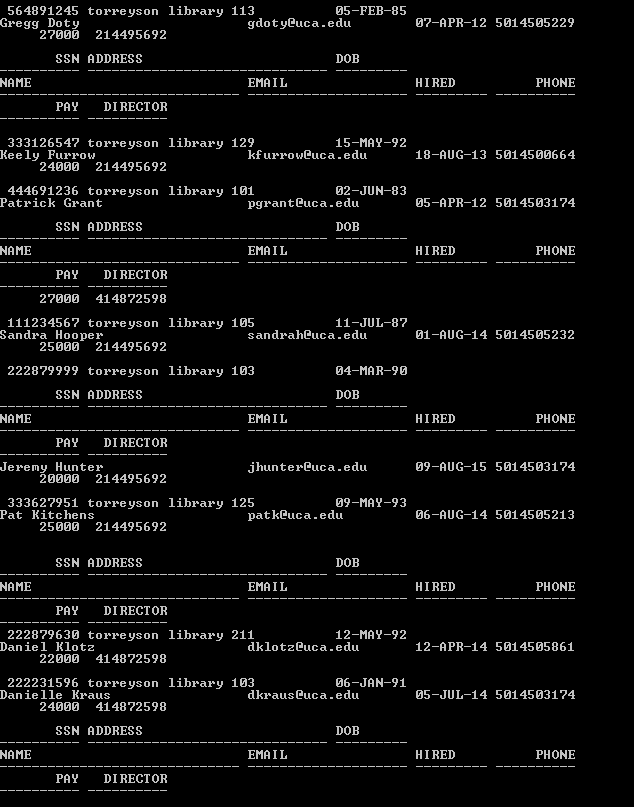 564891245 torreyson library 113 05-FEB-85
Gregg Doty gdoty@uca.edu 07-APR-12 5014505229
27000 214495692
SSN ADDRESS DOB
---------- ------------------------------ ---------
NAME EMAIL HIRED PHONE
------------------------------ -------------------- --------- ----------
PAY DIRECTOR
---------- ----------
333126547 torreyson library 129 15-MAY-92
Keely Furrow kfurrow@uca.edu 18-AUG-13 5014500664
24000 214495692
444691236 torreyson library 101 02-JUN-83
Patrick Grant pgrant@uca.edu 05-APR-12 5014503174
SSN ADDRESS DOB
---------- ------------------------------ ---------
NAME EMAIL HIRED PHONE
------------------------------ -------------------- --------- ----------
PAY DIRECTOR
---------- ----------
27000 414872598
111234567 torreyson library 105 11-JUL-87
Sandra Hooper sandrah@uca.edu 01-AUG-14 5014505232
25000 214495692
222879999 torreyson library 103 04-MAR-90
SSN ADDRESS DOB
---------- ------------------------------ ---------
NAME EMAIL HIRED PHONE
------------------------------ -------------------- --------- ----------
PAY DIRECTOR
---------- ----------
Jeremy Hunter jhunter@uca.edu 09-AUG-15 5014503174
20000 214495692
333627951 torreyson library 125 09-MAY-93
Pat Kitchens patk@uca.edu 06-AUG-14 5014505213
25000 214495692
SSN ADDRESS DOB
---------- ------------------------------ ---------
NAME EMAIL HIRED PHONE
------------------------------ -------------------- --------- ----------
PAY DIRECTOR
---------- ----------
222879630 torreyson library 211 12-MAY-92
Daniel Klotz dklotz@uca.edu 12-APR-14 5014505861
22000 414872598
222231596 torreyson library 103 06-JAN-91
Danielle Kraus dkraus@uca.edu 05-JUL-14 5014503174
24000 414872598
SSN ADDRESS DOB
---------- ------------------------------ ---------
NAME EMAIL HIRED PHONE
------------------------------ -------------------- --------- ----------
PAY DIRECTOR
---------- ----------